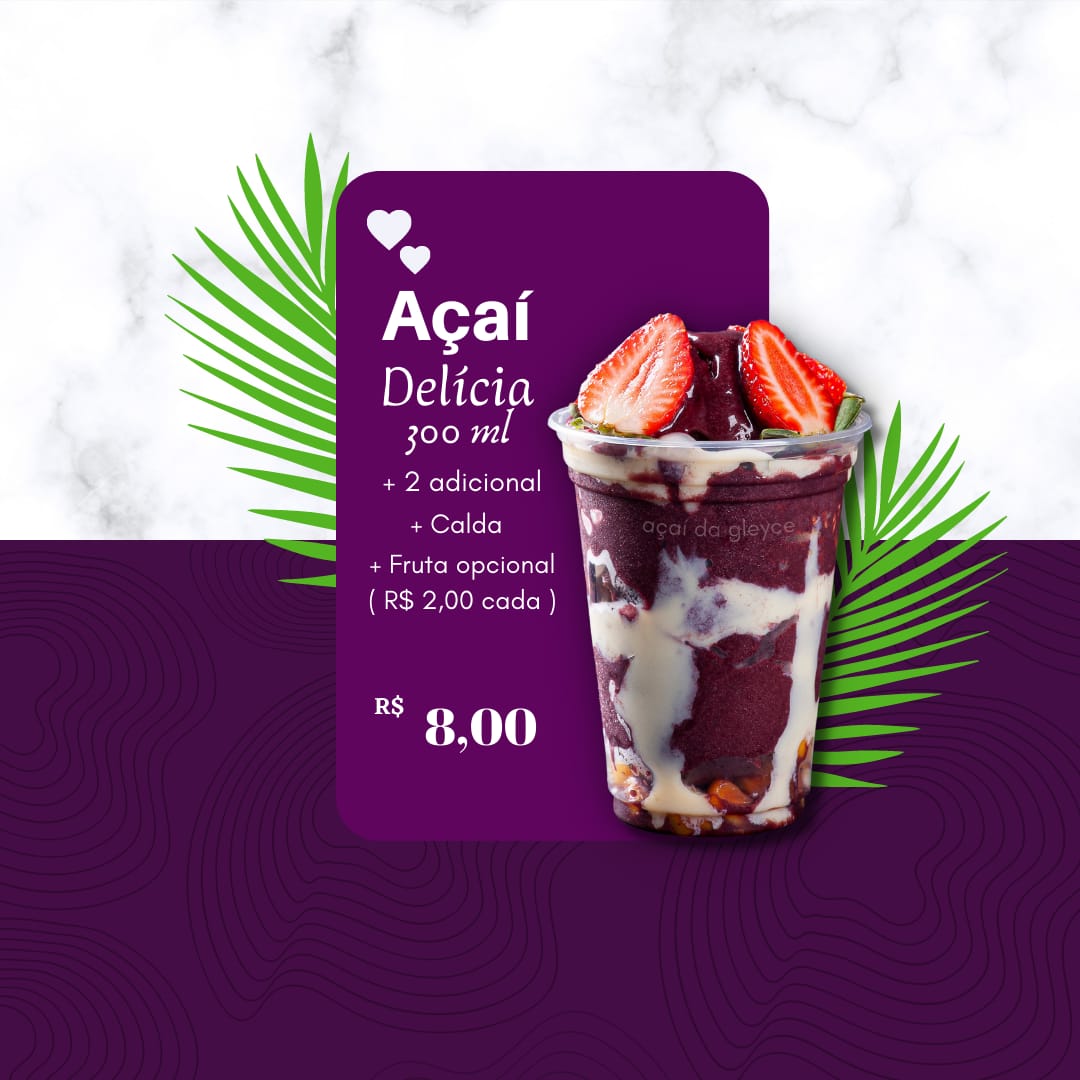 Açaí
Delícia
300 ml
+ 2 adicional
+ Calda
+ Fruta opcional
( R$ 2,00 cada )
açaí da gleyce
R$ 8,00